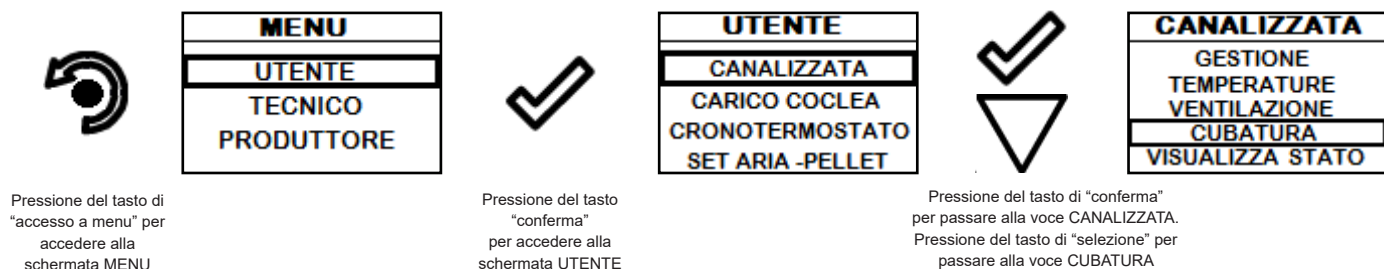 MENU
UTENTE
TECNICO
PRODUTTORE
Pressione del tasto di
“accesso a menu” per
accedere alla
schermata MENU
UTENTE
CANALIZZATA
CARICO COCLEA
CRONOTERMOSTATO
SET ARIA -PELLET
Pressione del tasto
“conferma”
per accedere alla
schermata UTENTE
CANALIZZATA
GESTIONE
TEMPERATURE
VENTILAZIONE
CUBATURA
VISUALIZZA STATO
Pressione del tasto di “conferma”
per passare alla voce CANALIZZATA.
Pressione del tasto di “selezione” per
passare alla voce CUBATURA